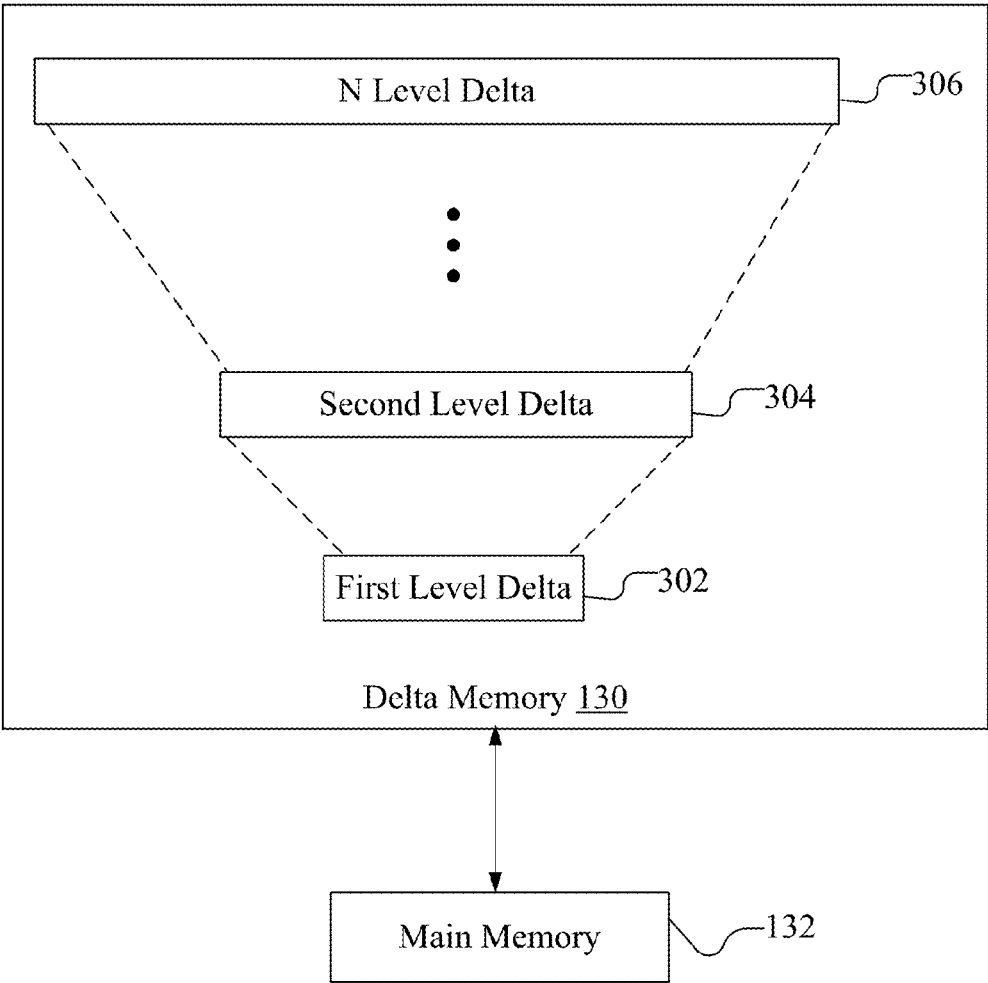 N Level Delta
306
Second Level Delta
304
First Level Delta
302
Delta Memory 130
Main Memory
132